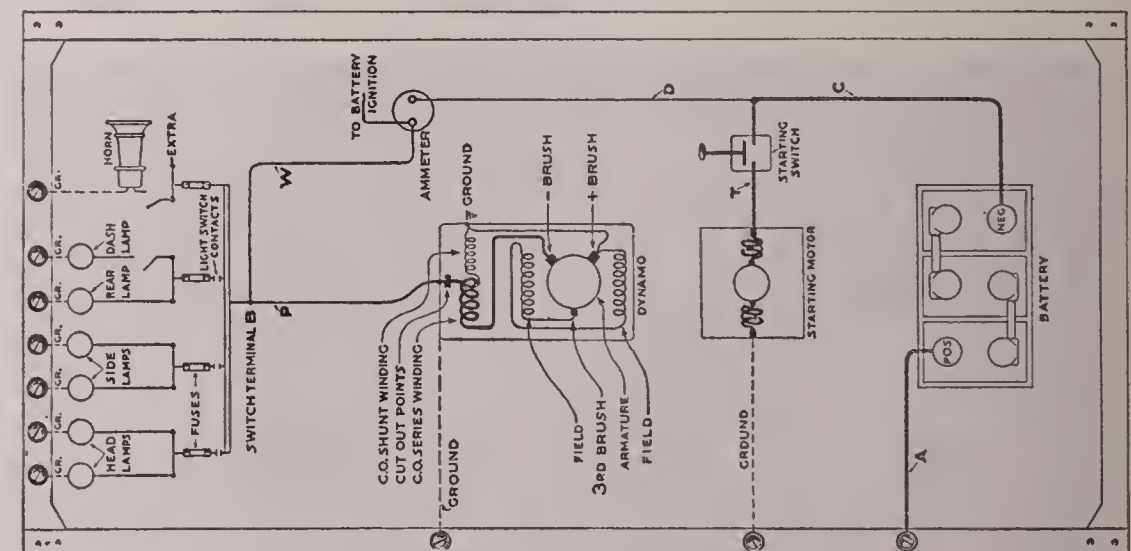 GR.
HORN
EXTRA
GR.
DASH
LAMP
GR.
REAR
LAMP
LIGHT SWITCH
CONTACTS
GR.
SIDE
LAMPS
GR.
FUSES
GR.
HEAD
LAMPS
GR.
SWITCH TERMINAL B
P
W
TO BATTERY
IGNITION
AMMETER
D
C
GROUND
- BRUSH
+ BRUSH
DYNAMO
C.O. SHUNT WINDING
CUT OUT POINTS
C.O. SERIES WINDING
GROUND
FIELD
3RD BRUSH
ARMATURE
FIELD
STARTING
SWITCH
T
STARTING MOTOR
GROUND
NEG
POS
BATTERY
A